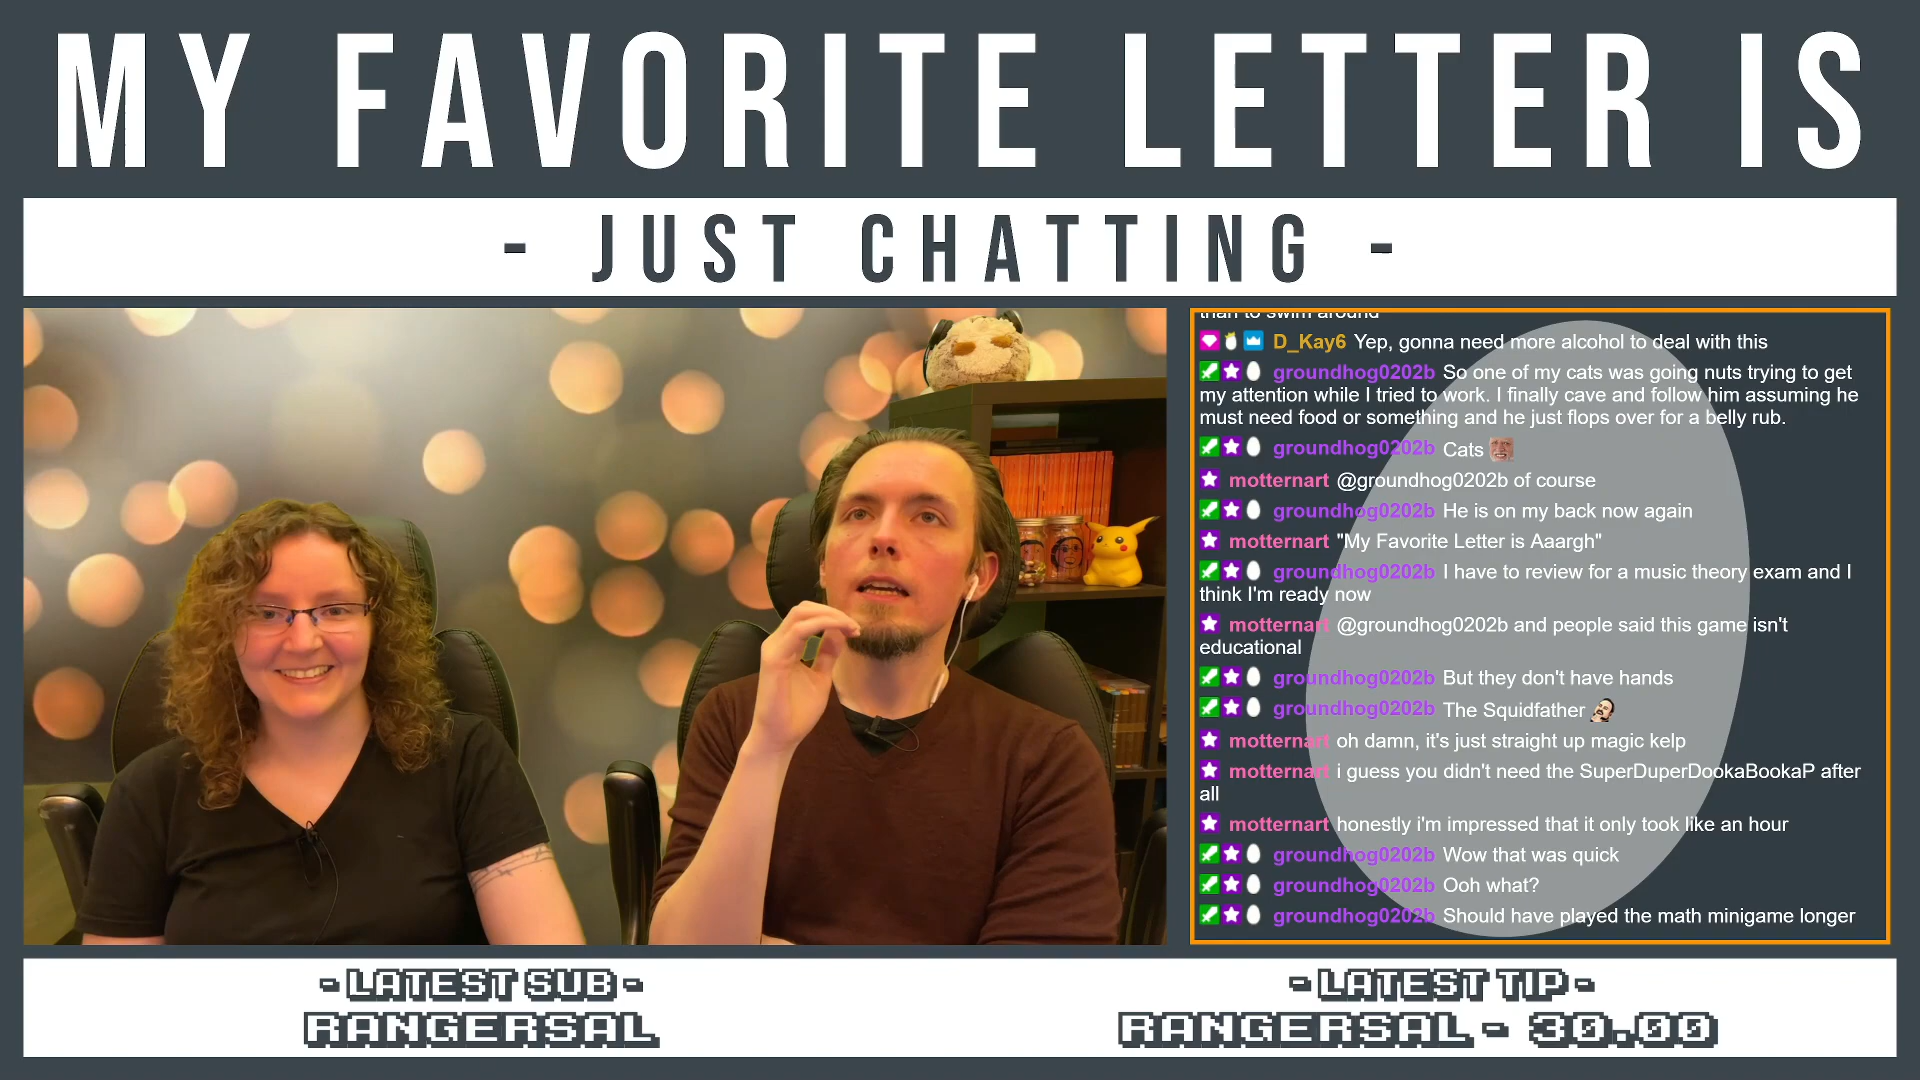 MY FAVORITE LETTER IS
- JUST CHATTING -
than to swim around
D_Kay6 Yep, gonna need more alcohol to deal with this
groundhog0202b So one of my cats was going nuts trying to get
my attention while I tried to work. I finally cave and follow him assuming he
must need food or something and he just flops over for a belly rub.
groundhog0202b Cats
motternart @groundhog0202b of course
groundhog0202b He is on my back now again
motternart "My Favorite Letter is Aaargh"
groundhog0202b I have to review for a music theory exam and I
think I'm ready now
motternart @groundhog0202b and people said this game isn't
educational
groundhog0202b But they don't have hands
groundhog0202b The Squidfather
motternart oh damn, it's just straight up magic kelp
motternart i guess you didn't need the SuperDuperDookaBookaP after
all
motternart honestly i'm impressed that it only took like an hour
groundhog0202b Wow that was quick
groundhog0202b Ooh what?
groundhog0202b Should have played the math minigame longer
- LATEST SUB -
RANGERSAL
- LATEST TIP -
RANGERSAL - 30.00